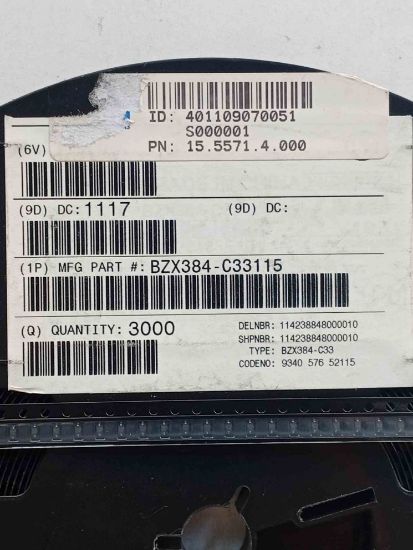 ID: 401109070051
S000001
PN: 15.5571.4.000
(6V)
(9D) DC: 1117 (9D) DC:
(1P) MFG PART #: BZX384-C33115
(Q) QUANTITY: 3000
DELNBR: 114238848000010
SHPNBR: 114238848000010
TYPE: BZX384-C33
CODENO: 9340 576 52115